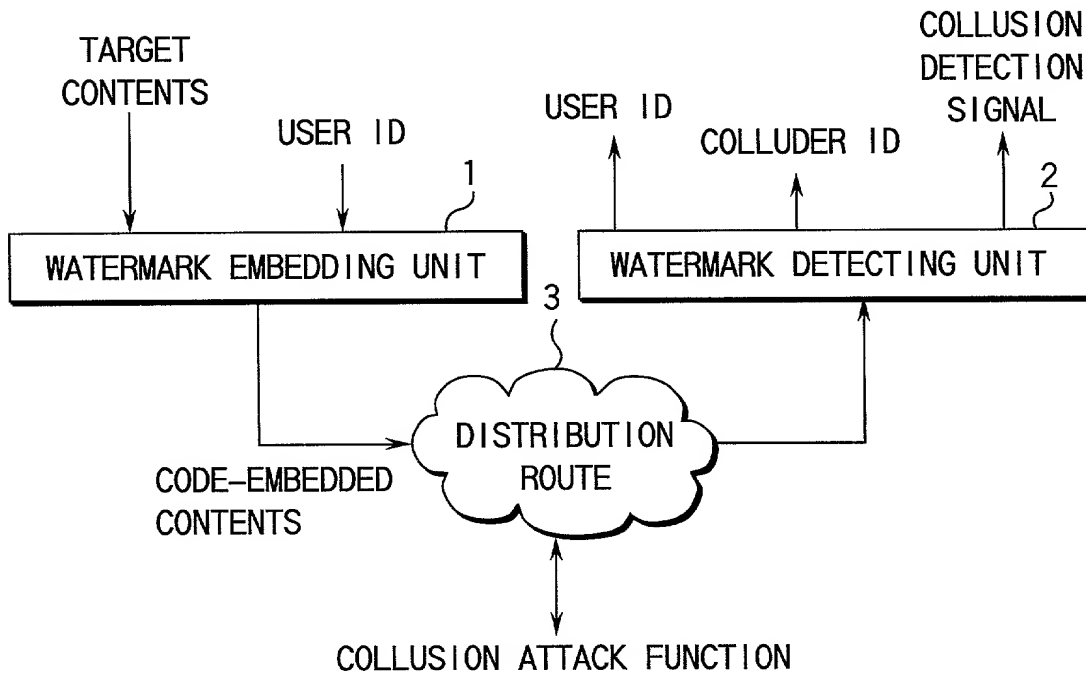 TARGET
CONTENTS
USER ID
1
WATERMARK EMBEDDING UNIT
USER ID
COLLUDER ID
COLLUSION
DETECTION
SIGNAL
2
WATERMARK DETECTING UNIT
3
DISTRIBUTION
ROUTE
CODE-EMBEDDED
CONTENTS
COLLUSION ATTACK FUNCTION